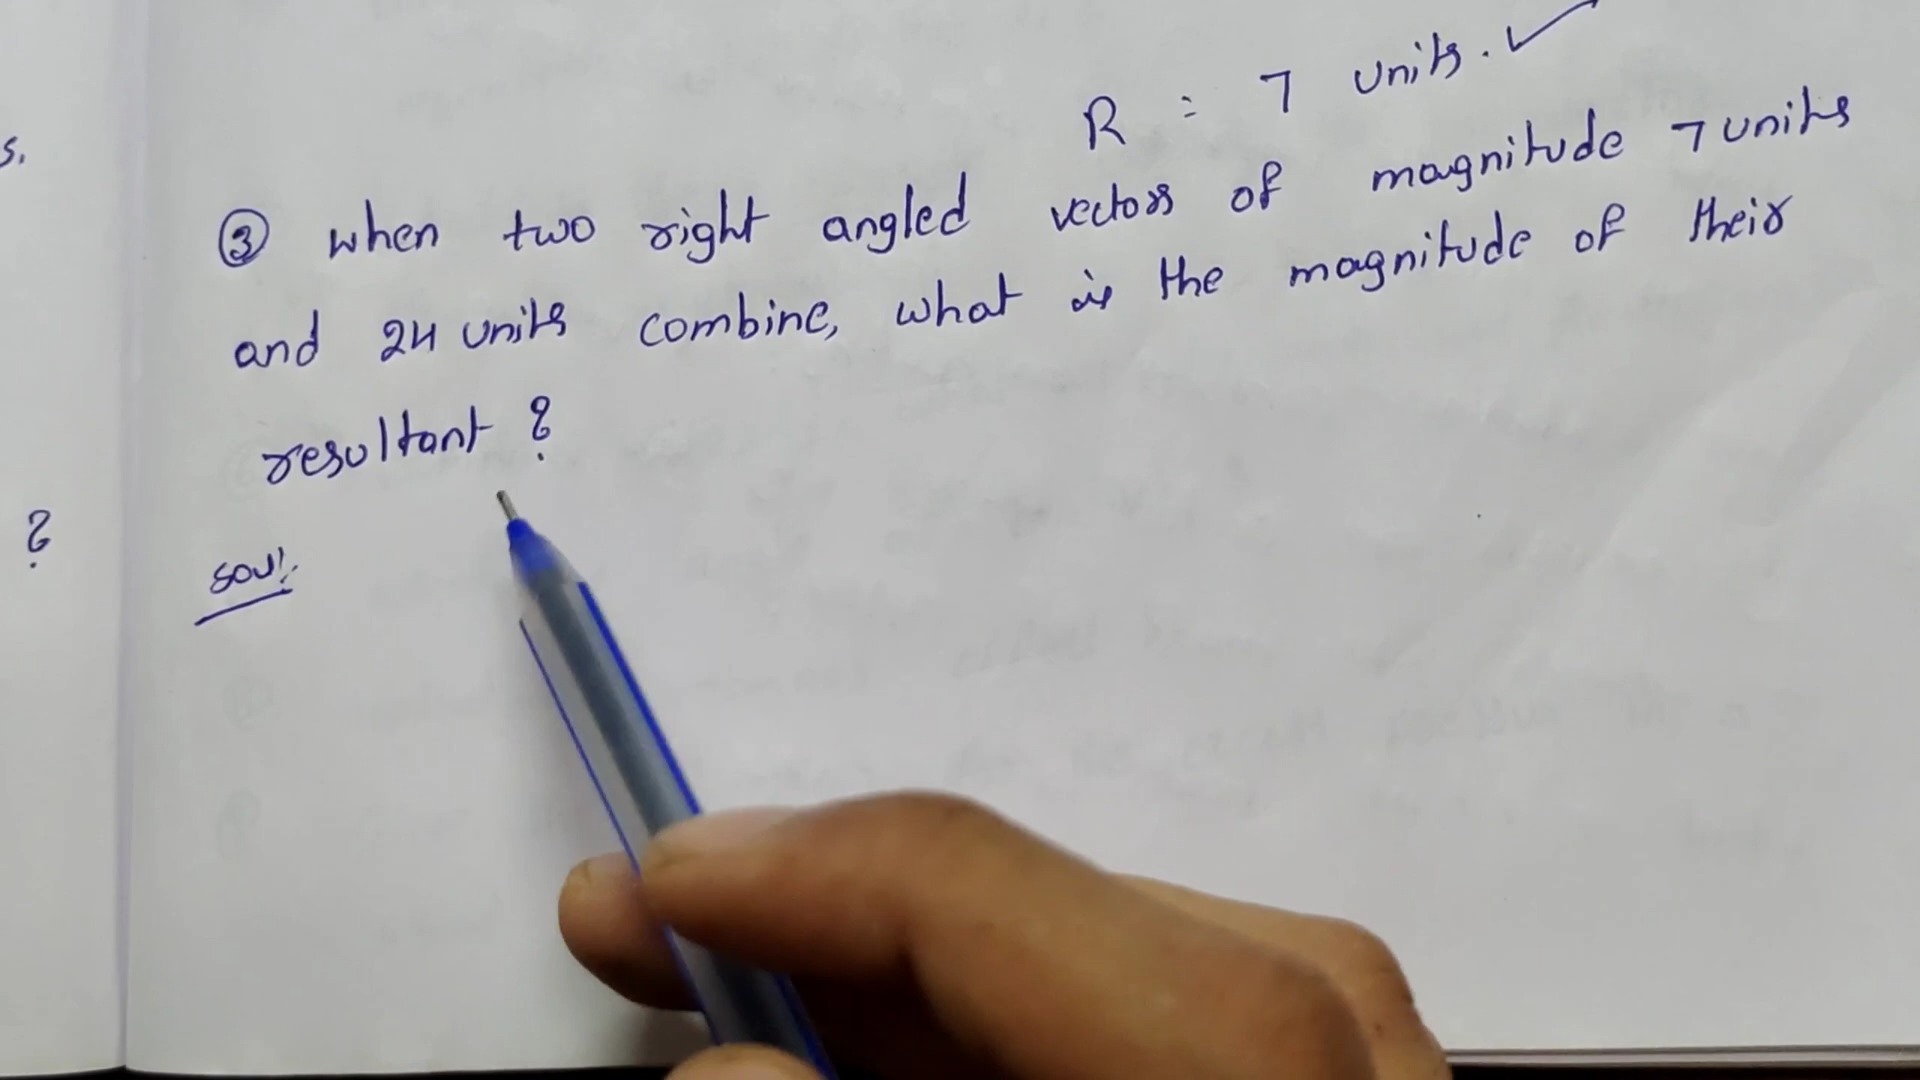 s.
R = 7 units.
③ when two right angled vectors of magnitude 7 units
and 24 units combine, what is the magnitude of their
resultant ?
?
Sol: